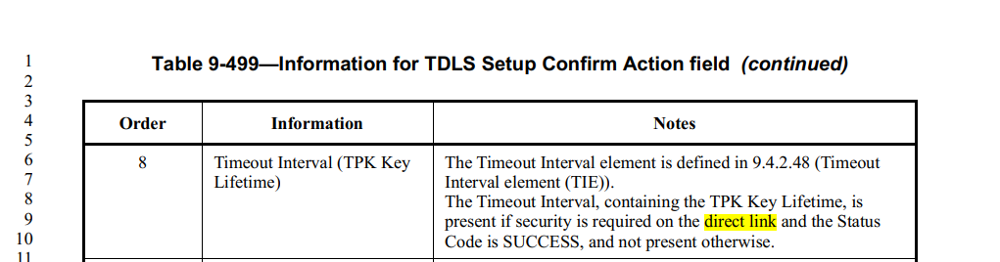 1
Table 9-499—Information for TDLS Setup Confirm Action field (continued)
2
3
4
Order Information Notes
5
6
8 Timeout Interval (TPK Key The Timeout Interval element is defined in 9.4.2.48 (Timeout
7
Lifetime) Interval element (TIE)).
8
The Timeout Interval, containing the TPK Key Lifetime, is
9
present if security is required on the direct link and the Status
10
Code is SUCCESS, and not present otherwise.
11